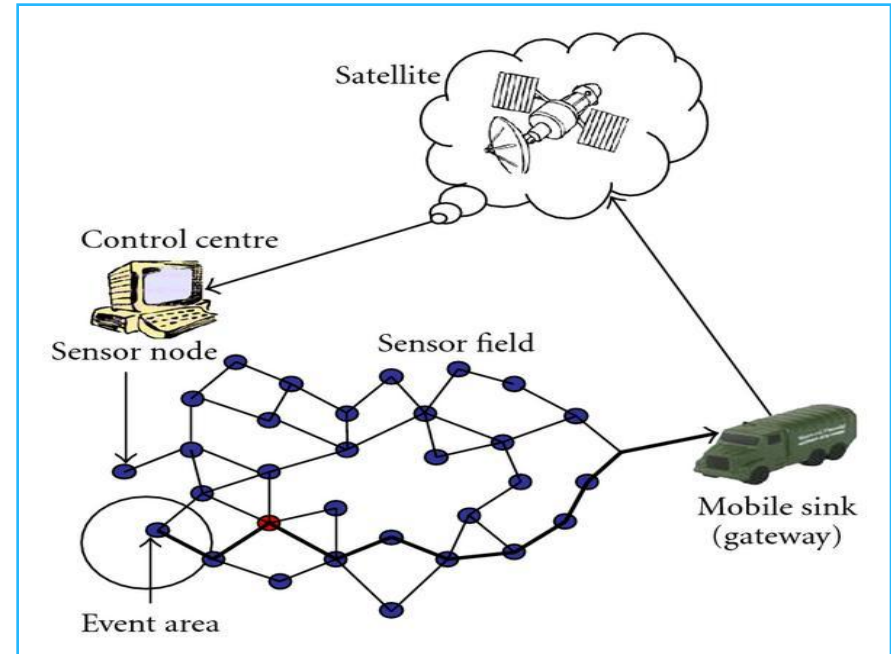 Satellite
Control centre
Sensor node
Sensor field
Mobile sink
(gateway)
Event area